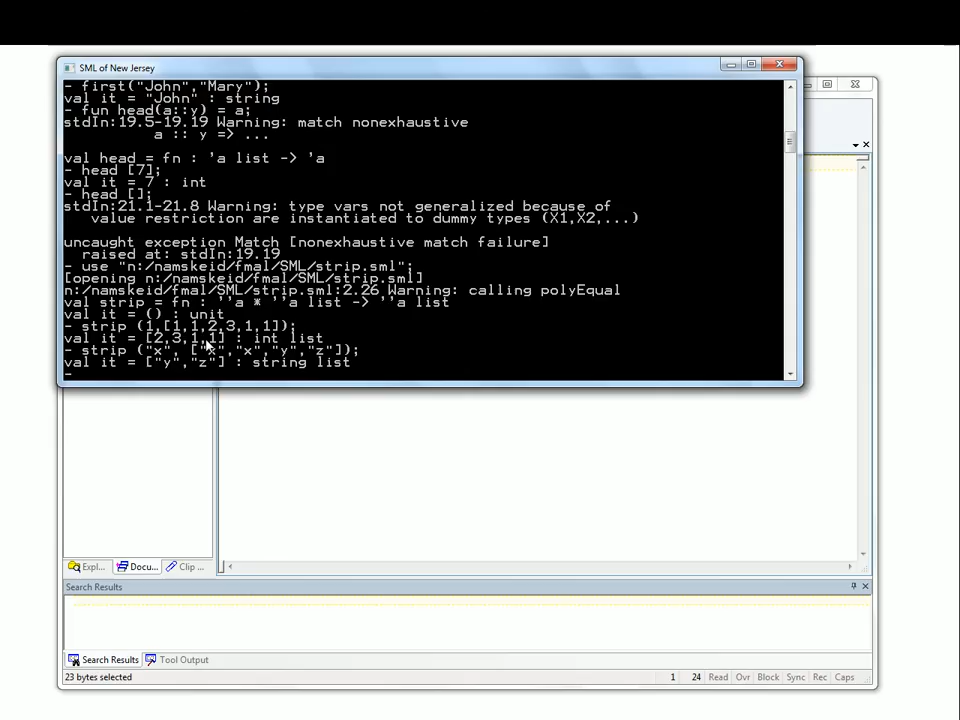 SML of New Jersey
- first("John","Mary");
val it = "John" : string
- fun head(a::y) = a;
stdIn:19.5-19.19 Warning: match nonexhaustive
a :: y => ...
val head = fn : 'a list -> 'a
- head [7];
val it = 7 : int
- head [];
stdIn:21.1-21.8 Warning: type vars not generalized because of
value restriction are instantiated to dummy types (X1,X2,...)
uncaught exception Match [nonexhaustive match failure]
raised at: stdIn:19.19
- use "n:/namskeid/fmal/SML/strip.sml";
[opening n:/namskeid/fmal/SML/strip.sml]
n:/namskeid/fmal/SML/strip.sml:2.26 Warning: calling polyEqual
val strip = fn : ''a * ''a list -> ''a list
val it = () : unit
- strip (1,[1,1,2,3,1,1]);
val it = [2,3,1,1] : int list
- strip ("x", ["x","x","y","z"]);
val it = ["y","z"] : string list
-
Expl... Docu... Clip ...
Search Results
Search Results Tool Output
23 bytes selected 1 24 Read Ovr Block Sync Rec Caps